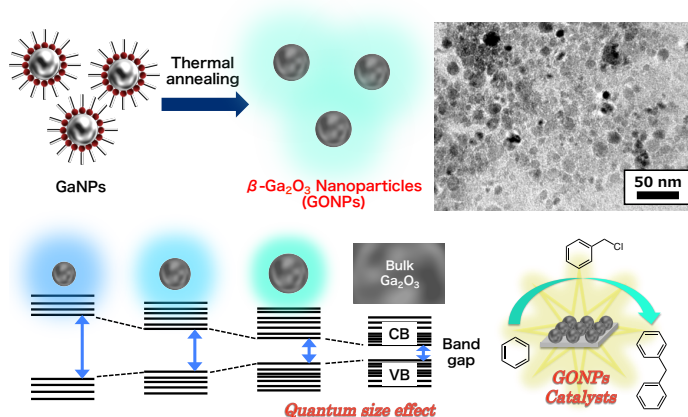 Thermal
annealing
GaNPs
β-Ga₂O₃ Nanoparticles
(GONPs)
50 nm
Bulk
Ga₂O₃
CB
VB
Band
gap
Quantum size effect
Cl
GONPs
Catalysts